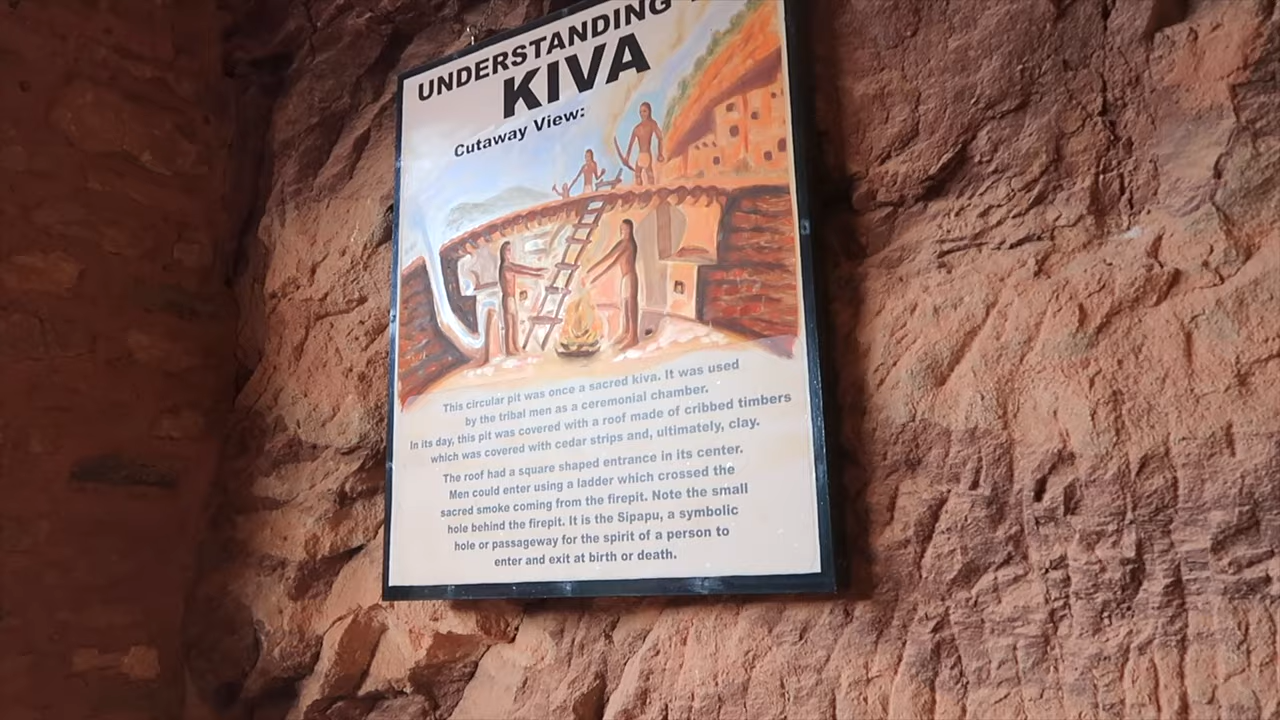 UNDERSTANDING
KIVA
Cutaway View:
This circular pit was once a sacred kiva. It was used
by the tribal men as a ceremonial chamber.
In its day, this pit was covered with a roof made of cribbed timbers
which was covered with cedar strips and, ultimately, clay.
The roof had a square shaped entrance in its center.
Men could enter using a ladder which crossed the
sacred smoke coming from the firepit. Note the small
hole behind the firepit. It is the Sipapu, a symbolic
hole or passageway for the spirit of a person to
enter and exit at birth or death.